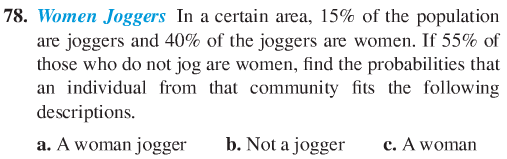 78. Women Joggers In a certain area, 15% of the population
are joggers and 40% of the joggers are women. If 55% of
those who do not jog are women, find the probabilities that
an individual from that community fits the following
descriptions.
a. A woman jogger b. Not a jogger c. A woman